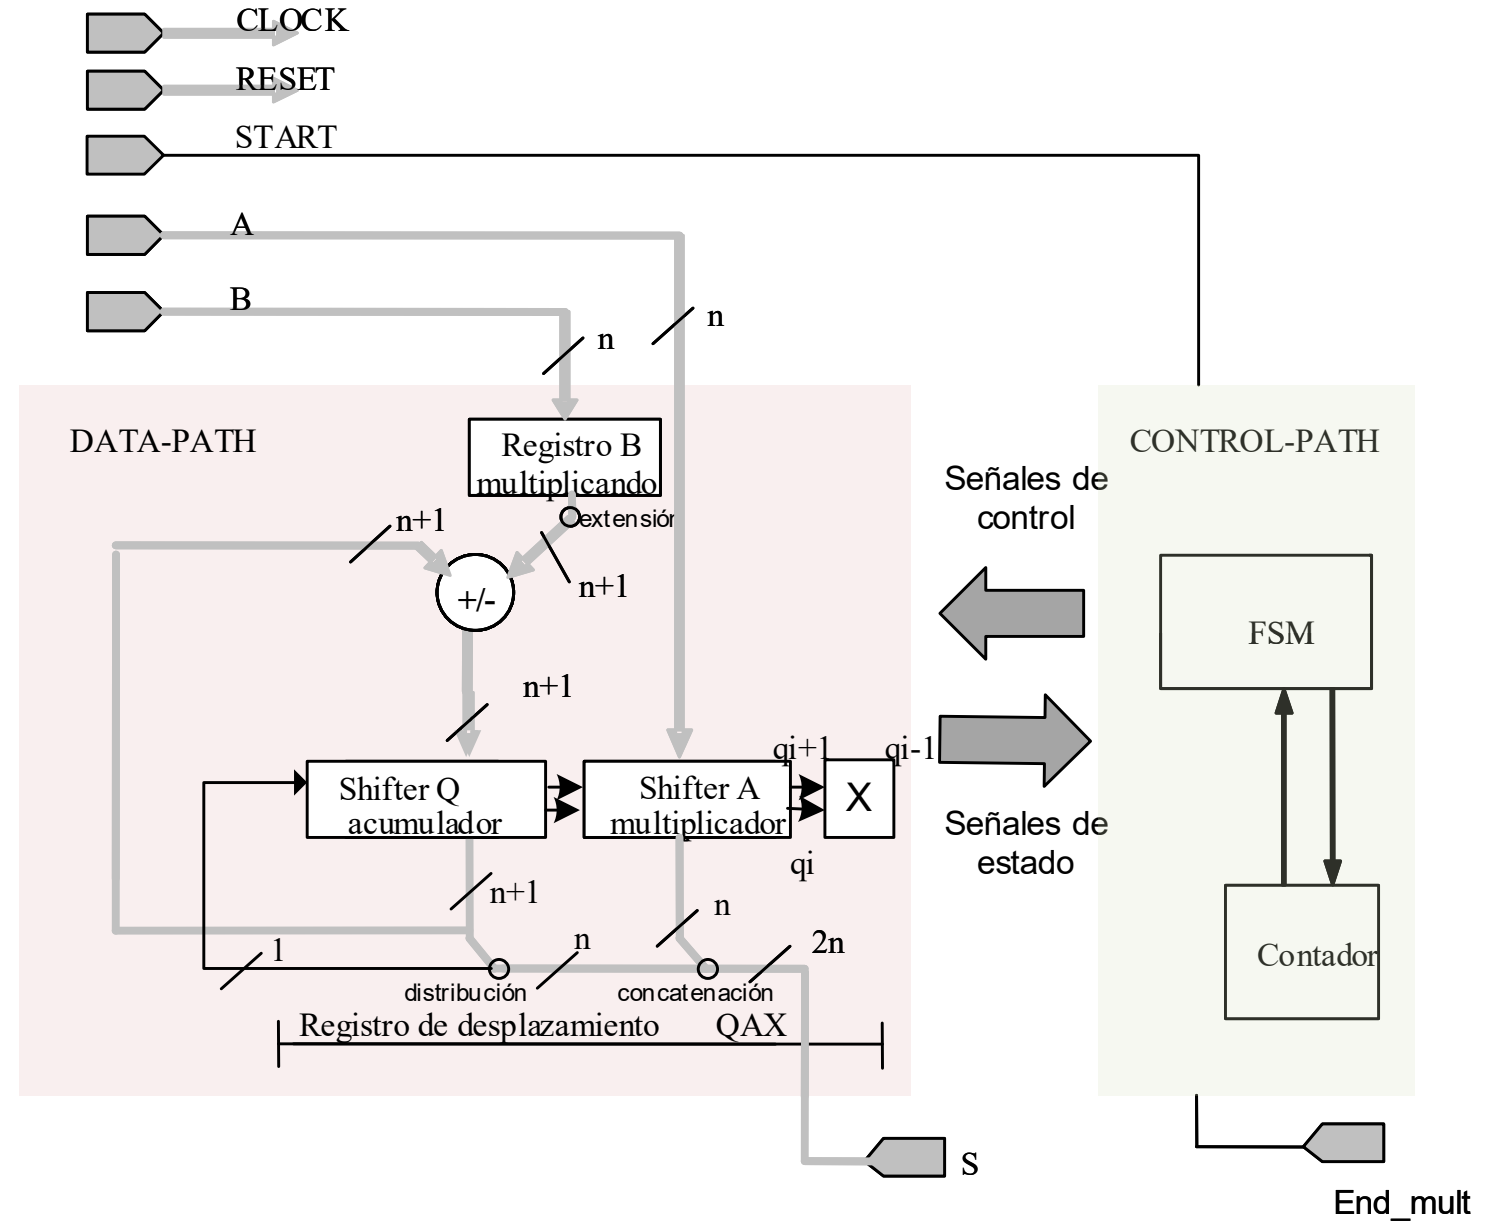 CLOCK
RESET
START
A
B
n
n
DATA-PATH
Registro B
multiplicando
extensión
n+1
n+1
+/-
n+1
Shifter Q
acumulador
Shifter A
multiplicador
qi+1
qi-1
X
qi
n+1
n
1
n
2n
distribución
concatenación
Registro de desplazamiento QAX
S
Señales de
control
Señales de
estado
CONTROL-PATH
FSM
Contador
End_mult